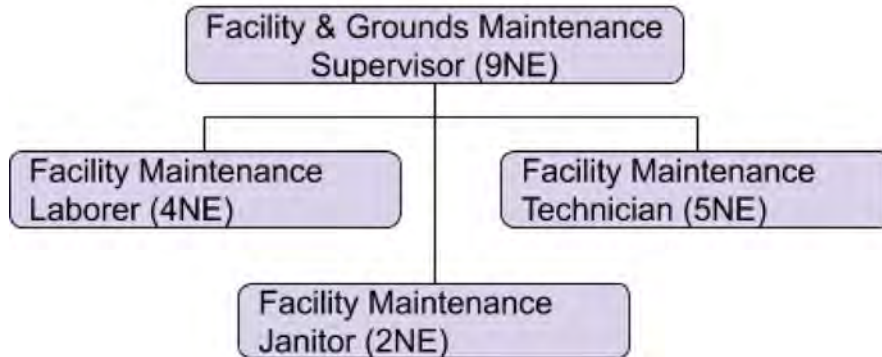 Facility & Grounds Maintenance
Supervisor (9NE)
Facility Maintenance
Laborer (4NE)
Facility Maintenance
Technician (5NE)
Facility Maintenance
Janitor (2NE)